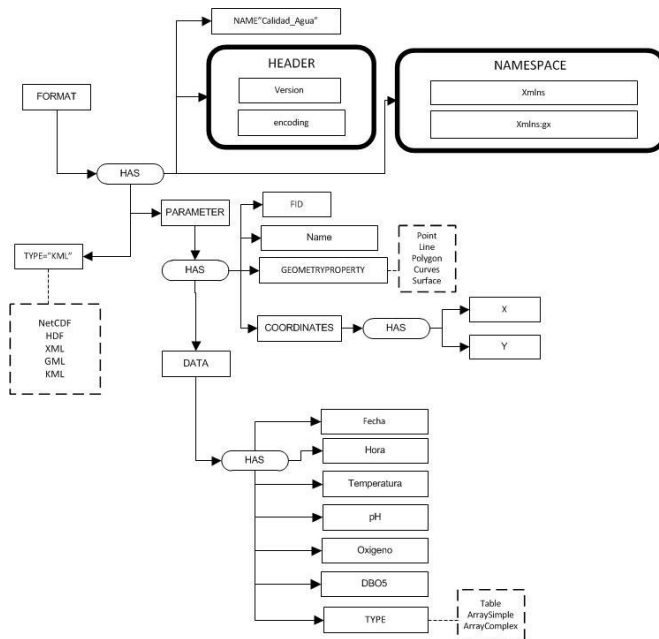 NAME"Calidad_Agua"
HEADER
Version
encoding
NAMESPACE
Xmlns
Xmlns:gx
FORMAT
HAS
PARAMETER
FID
Name
GEOMETRYPROPERTY
Point
Line
Polygon
Curves
Surface
TYPE="KML"
HAS
NetCDF
HDF
XML
GML
KML
COORDINATES
HAS
X
Y
DATA
HAS
Fecha
Hora
Temperatura
pH
Oxigeno
DBO5
TYPE
Table
ArraySimple
ArrayComplex